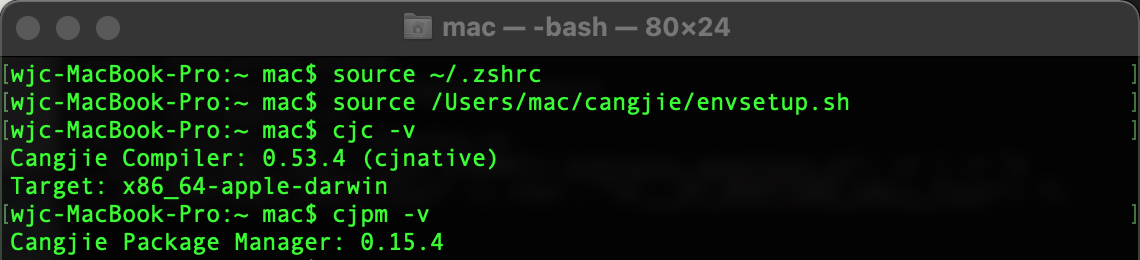 mac — -bash — 80×24
[wjc-MacBook-Pro:~ mac$ source ~/.zshrc ]
[wjc-MacBook-Pro:~ mac$ source /Users/mac/cangjie/envsetup.sh ]
[wjc-MacBook-Pro:~ mac$ cjc -v ]
Cangjie Compiler: 0.53.4 (cjnative)
Target: x86_64-apple-darwin
[wjc-MacBook-Pro:~ mac$ cjpm -v ]
Cangjie Package Manager: 0.15.4